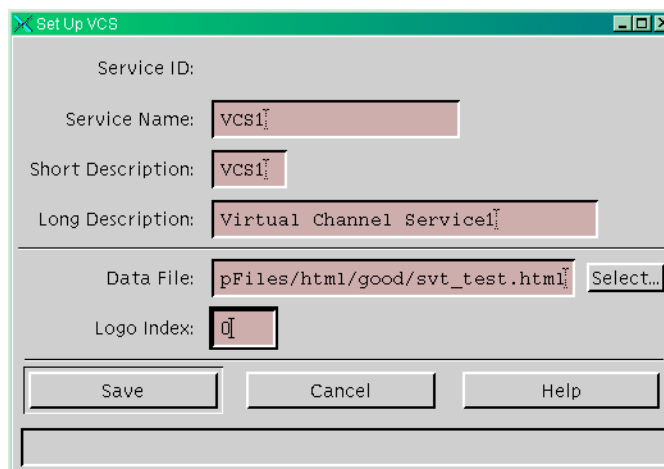 Set Up VCS
Service ID:
Service Name: VCS1
Short Description: VCS1
Long Description: Virtual Channel Service1
Data File: pFiles/html/good/svt_test.html Select...
Logo Index: 0
Save Cancel Help